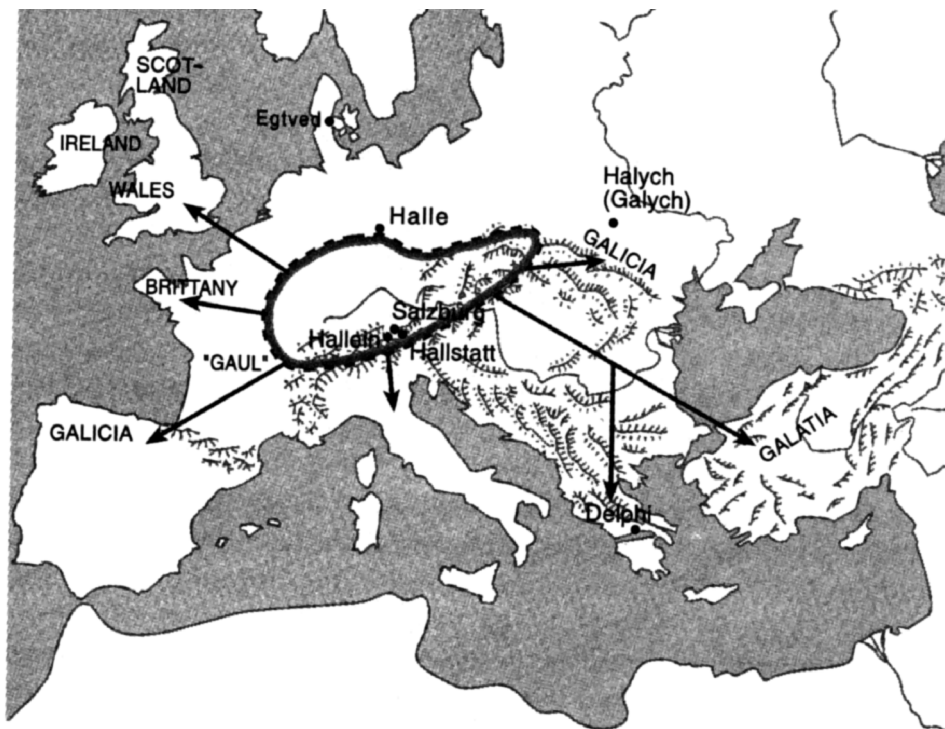 SCOT-
LAND
Egtved
IRELAND
WALES
Halych
(Galych)
Halle
GALICIA
BRITTANY
Salzburg
Hallein
Hallstatt
"GAUL"
GALICIA
GALATIA
Delphi